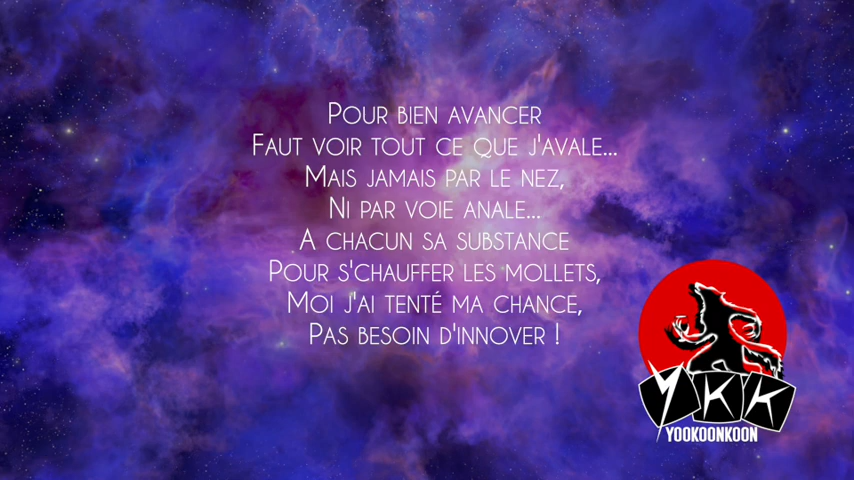 Pour bien avancer
Faut voir tout ce que j'avale...
Mais jamais par le nez,
Ni par voie anale...
A chacun sa substance
Pour s'chauffer les mollets,
Moi j'ai tenté ma chance,
Pas besoin d'innover !
YKK
YOOKOONKOON